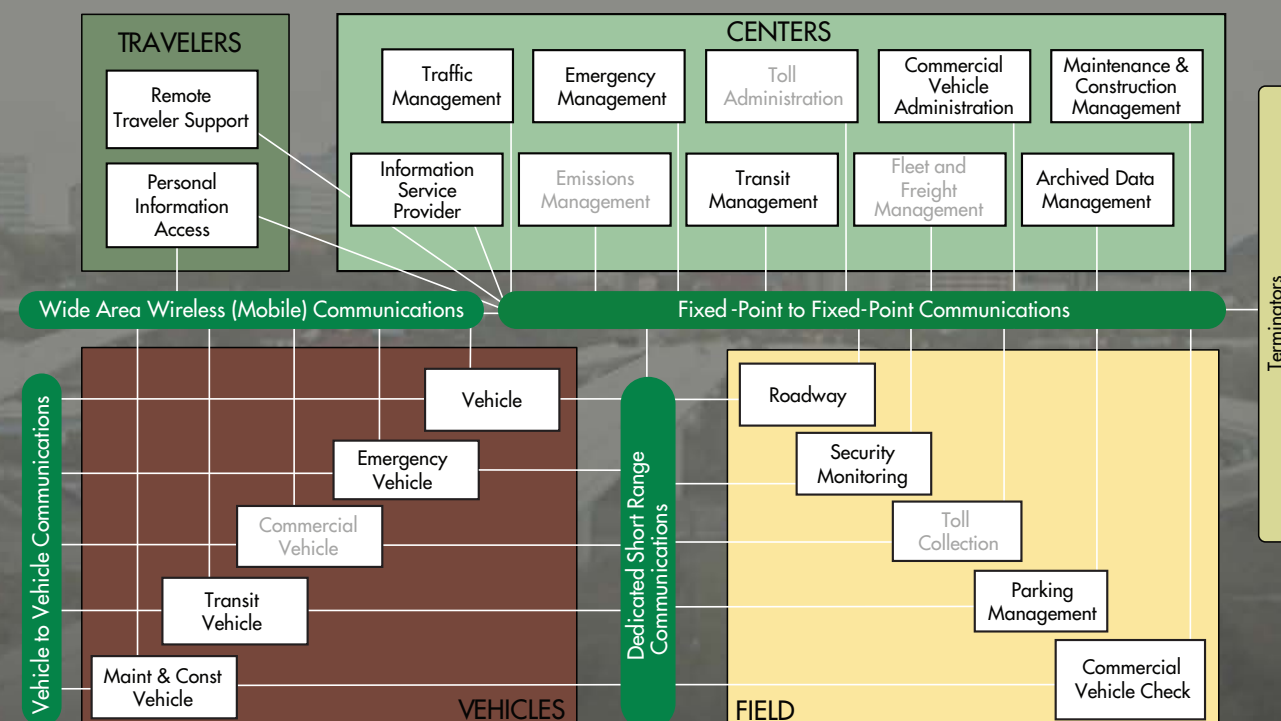 TRAVELERS
Remote
Traveler Support
Personal
Information
Access
CENTERS
Traffic
Management
Emergency
Management
Toll
Administration
Commercial
Vehicle
Administration
Maintenance &
Construction
Management
Information
Service
Provider
Emissions
Management
Transit
Management
Fleet and
Freight
Management
Archived Data
Management
Terminators
Wide Area Wireless (Mobile) Communications
Fixed -Point to Fixed-Point Communications
Vehicle to Vehicle Communications
Vehicle
Emergency
Vehicle
Commercial
Vehicle
Transit
Vehicle
Maint & Const
Vehicle
VEHICLES
Dedicated Short Range
Communications
Roadway
Security
Monitoring
Toll
Collection
Parking
Management
Commercial
Vehicle Check
FIELD